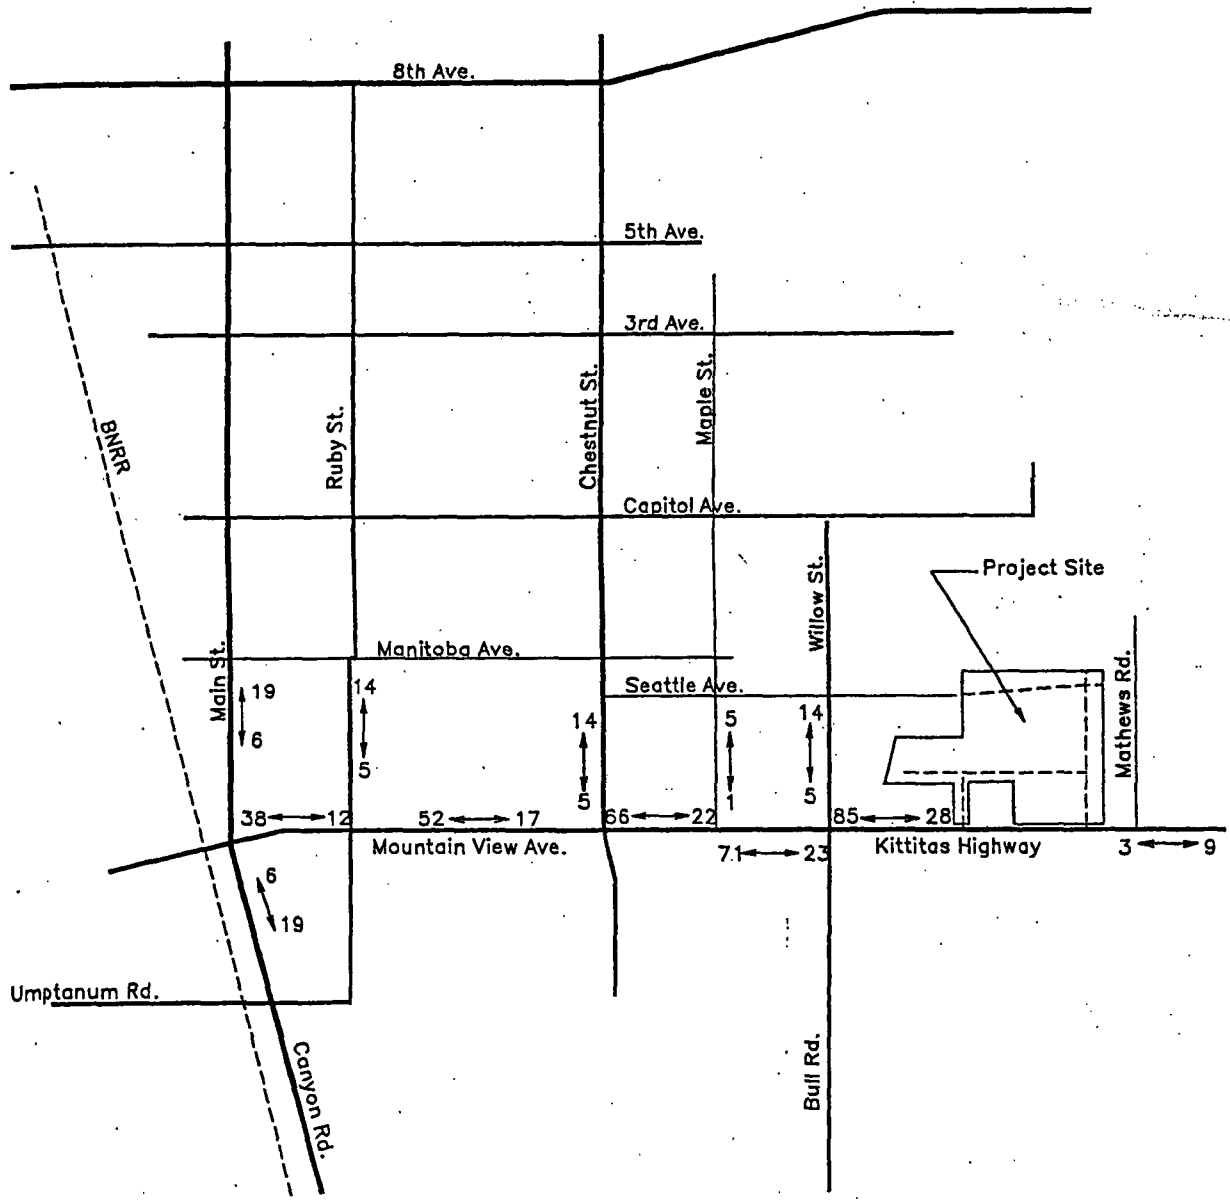 8th Ave.
5th Ave.
3rd Ave.
Maple St.
Chestnut St.
Ruby St.
BNRR
Capitol Ave.
Project Site
Willow St.
Manitoba Ave.
Main St.
Seattle Ave.
Mathews Rd.
19
6
14
5
14
5
5
1
14
5
38 12
52 17
66 22
85 28
Mountain View Ave.
71 23
Kittitas Highway
3 9
6
19
Umptanum Rd.
Canyon Rd.
Bull Rd.